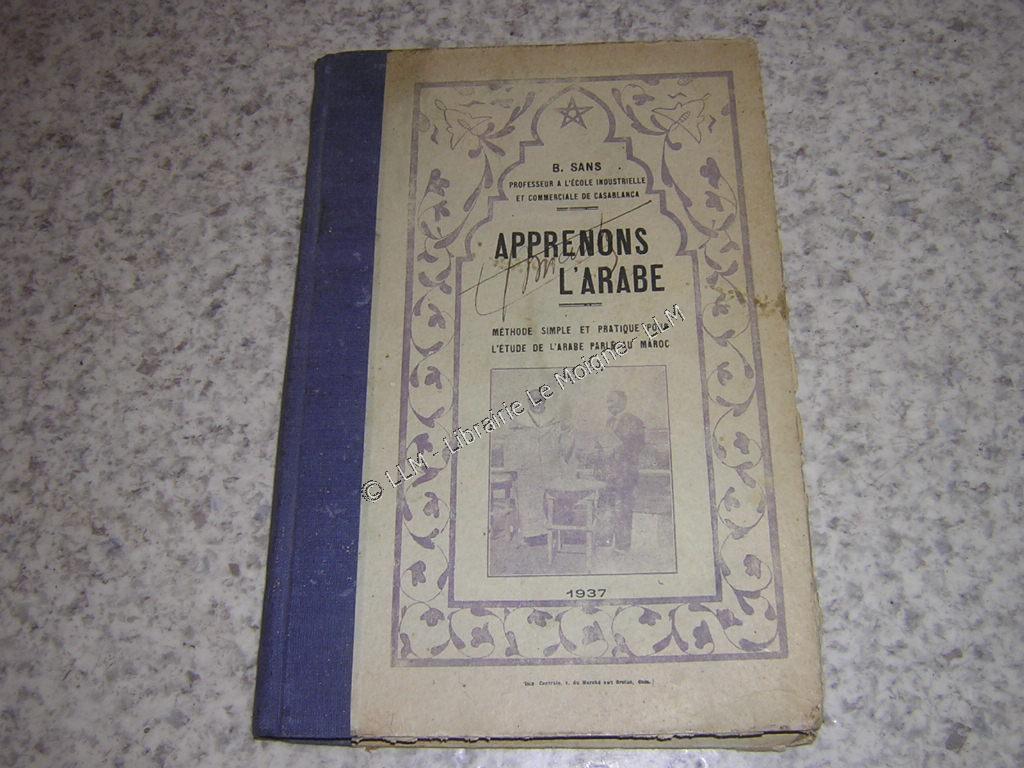 B. SANS
PROFESSEUR A L'ÉCOLE INDUSTRIELLE
ET COMMERCIALE DE CASABLANCA
APPRENONS
L'ARABE
MÉTHODE SIMPLE ET PRATIQUE POUR
L'ÉTUDE DE L'ARABE PARLÉ AU MAROC
© LLM - Librairie Le Moigne - LLM
1937